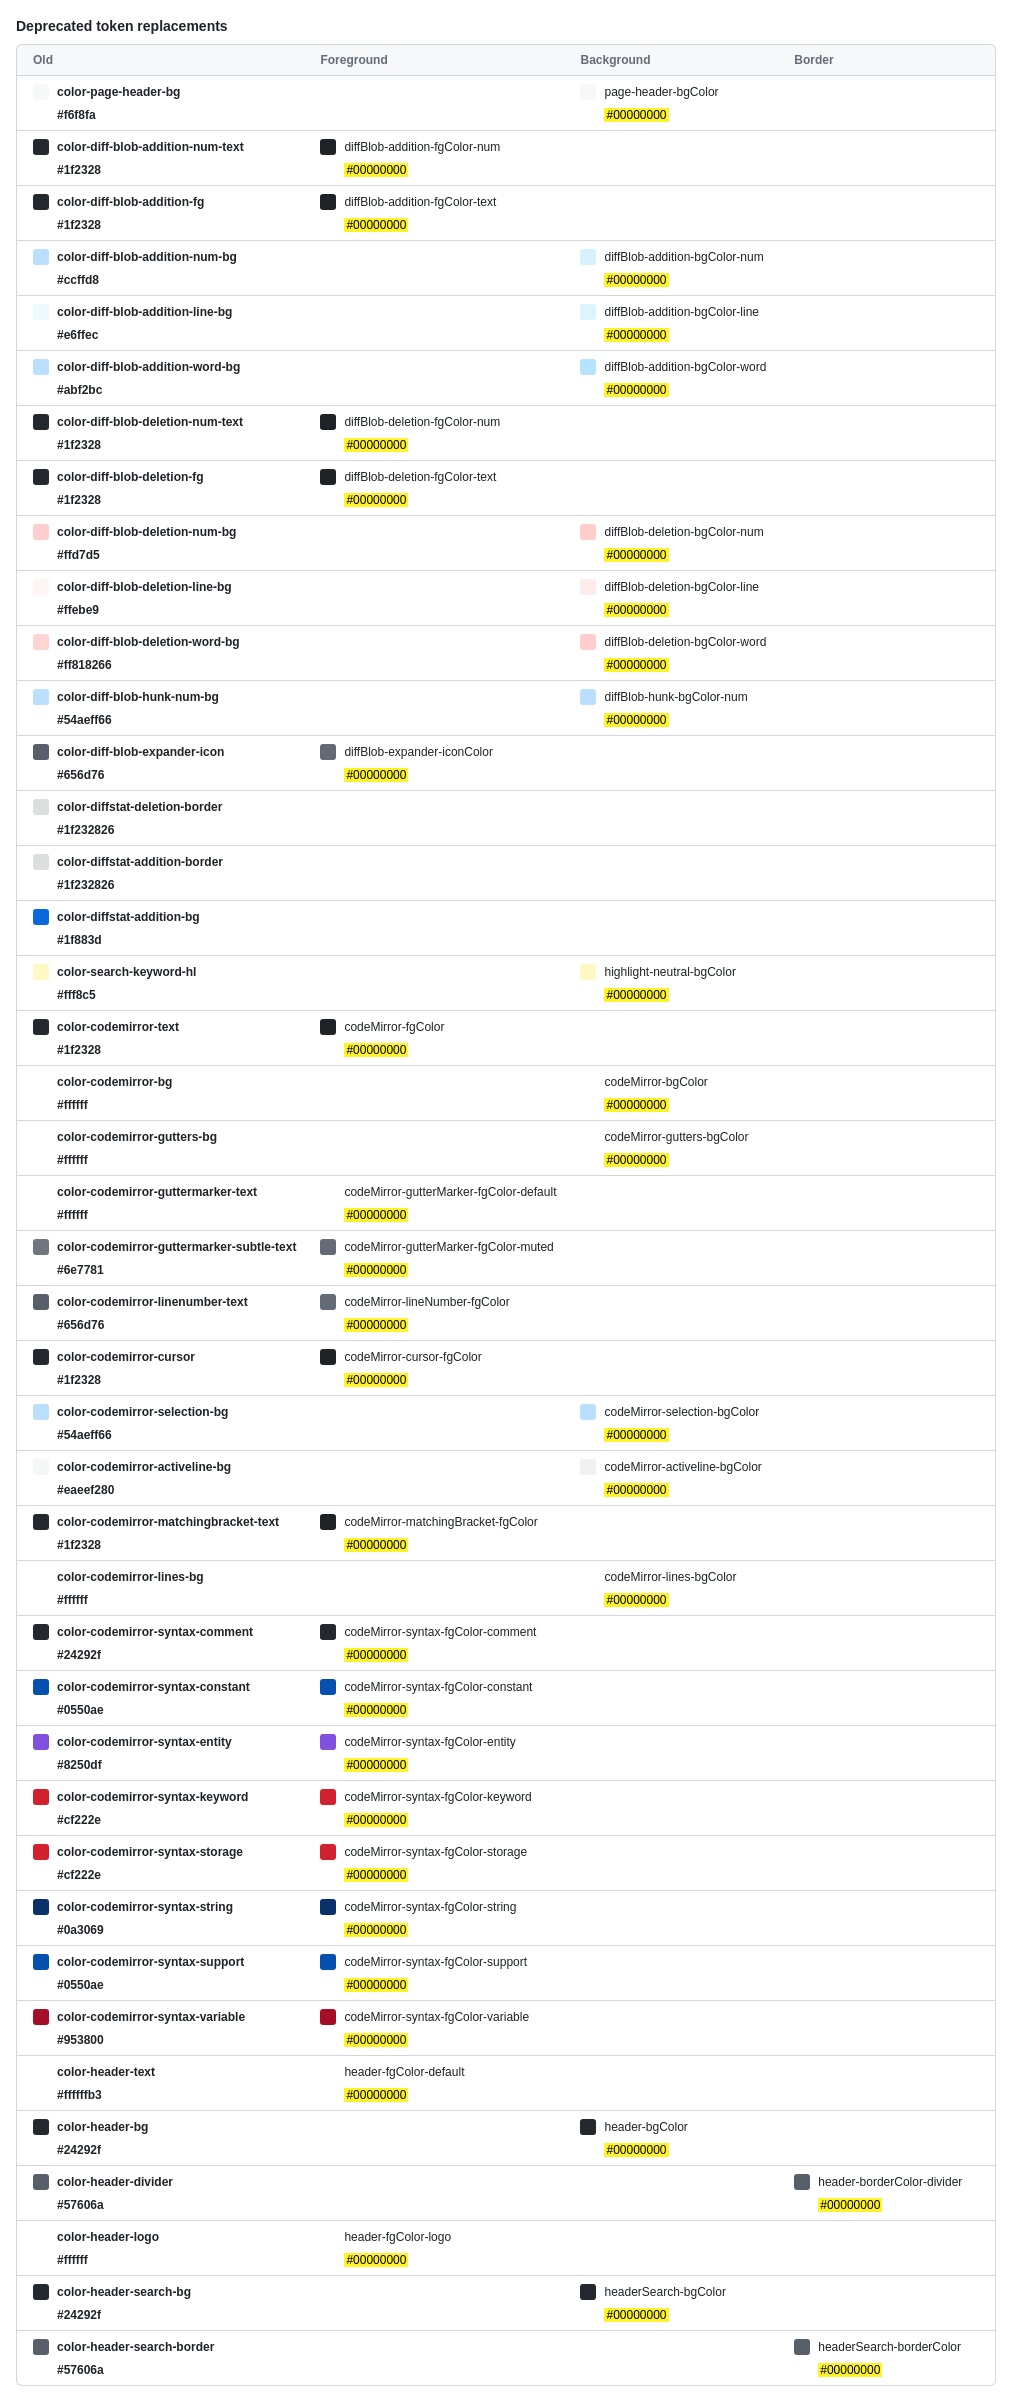 Deprecated token replacements
Old Foreground Background Border
color-page-header-bg page-header-bgColor
#f6f8fa #00000000
color-diff-blob-addition-num-text diffBlob-addition-fgColor-num
#1f2328 #00000000
color-diff-blob-addition-fg diffBlob-addition-fgColor-text
#1f2328 #00000000
color-diff-blob-addition-num-bg diffBlob-addition-bgColor-num
#ccffd8 #00000000
color-diff-blob-addition-line-bg diffBlob-addition-bgColor-line
#e6ffec #00000000
color-diff-blob-addition-word-bg diffBlob-addition-bgColor-word
#abf2bc #00000000
color-diff-blob-deletion-num-text diffBlob-deletion-fgColor-num
#1f2328 #00000000
color-diff-blob-deletion-fg diffBlob-deletion-fgColor-text
#1f2328 #00000000
color-diff-blob-deletion-num-bg diffBlob-deletion-bgColor-num
#ffd7d5 #00000000
color-diff-blob-deletion-line-bg diffBlob-deletion-bgColor-line
#ffebe9 #00000000
color-diff-blob-deletion-word-bg diffBlob-deletion-bgColor-word
#ff818266 #00000000
color-diff-blob-hunk-num-bg diffBlob-hunk-bgColor-num
#54aeff66 #00000000
color-diff-blob-expander-icon diffBlob-expander-iconColor
#656d76 #00000000
color-diffstat-deletion-border
#1f232826
color-diffstat-addition-border
#1f232826
color-diffstat-addition-bg
#1f883d
color-search-keyword-hl highlight-neutral-bgColor
#fff8c5 #00000000
color-codemirror-text codeMirror-fgColor
#1f2328 #00000000
color-codemirror-bg codeMirror-bgColor
#ffffff #00000000
color-codemirror-gutters-bg codeMirror-gutters-bgColor
#ffffff #00000000
color-codemirror-guttermarker-text codeMirror-gutterMarker-fgColor-default
#ffffff #00000000
color-codemirror-guttermarker-subtle-text codeMirror-gutterMarker-fgColor-muted
#6e7781 #00000000
color-codemirror-linenumber-text codeMirror-lineNumber-fgColor
#656d76 #00000000
color-codemirror-cursor codeMirror-cursor-fgColor
#1f2328 #00000000
color-codemirror-selection-bg codeMirror-selection-bgColor
#54aeff66 #00000000
color-codemirror-activeline-bg codeMirror-activeline-bgColor
#eaeef280 #00000000
color-codemirror-matchingbracket-text codeMirror-matchingBracket-fgColor
#1f2328 #00000000
color-codemirror-lines-bg codeMirror-lines-bgColor
#ffffff #00000000
color-codemirror-syntax-comment codeMirror-syntax-fgColor-comment
#24292f #00000000
color-codemirror-syntax-constant codeMirror-syntax-fgColor-constant
#0550ae #00000000
color-codemirror-syntax-entity codeMirror-syntax-fgColor-entity
#8250df #00000000
color-codemirror-syntax-keyword codeMirror-syntax-fgColor-keyword
#cf222e #00000000
color-codemirror-syntax-storage codeMirror-syntax-fgColor-storage
#cf222e #00000000
color-codemirror-syntax-string codeMirror-syntax-fgColor-string
#0a3069 #00000000
color-codemirror-syntax-support codeMirror-syntax-fgColor-support
#0550ae #00000000
color-codemirror-syntax-variable codeMirror-syntax-fgColor-variable
#953800 #00000000
color-header-text header-fgColor-default
#ffffffb3 #00000000
color-header-bg header-bgColor
#24292f #00000000
color-header-divider header-borderColor-divider
#57606a #00000000
color-header-logo header-fgColor-logo
#ffffff #00000000
color-header-search-bg headerSearch-bgColor
#24292f #00000000
color-header-search-border headerSearch-borderColor
#57606a #00000000